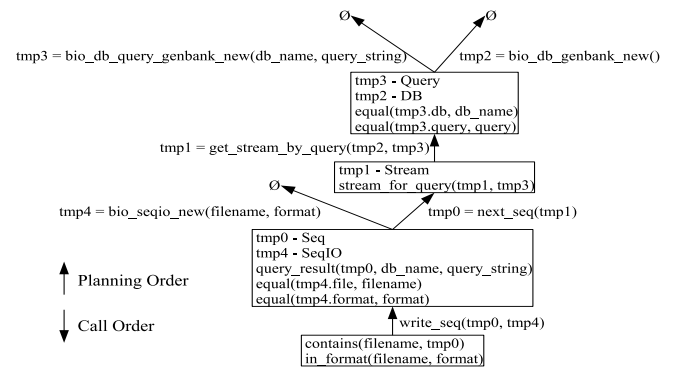 Ø Ø
tmp3 = bio_db_query_genbank_new(db_name, query_string)
tmp2 = bio_db_genbank_new()
tmp3 - Query
tmp2 - DB
equal(tmp3.db, db_name)
equal(tmp3.query, query)
tmp1 = get_stream_by_query(tmp2, tmp3)
tmp1 - Stream
stream_for_query(tmp1, tmp3)
Ø
tmp4 = bio_seqio_new(filename, format)
tmp0 = next_seq(tmp1)
tmp0 - Seq
tmp4 - SeqIO
query_result(tmp0, db_name, query_string)
equal(tmp4.file, filename)
equal(tmp4.format, format)
Planning Order
Call Order
write_seq(tmp0, tmp4)
contains(filename, tmp0)
in_format(filename, format)